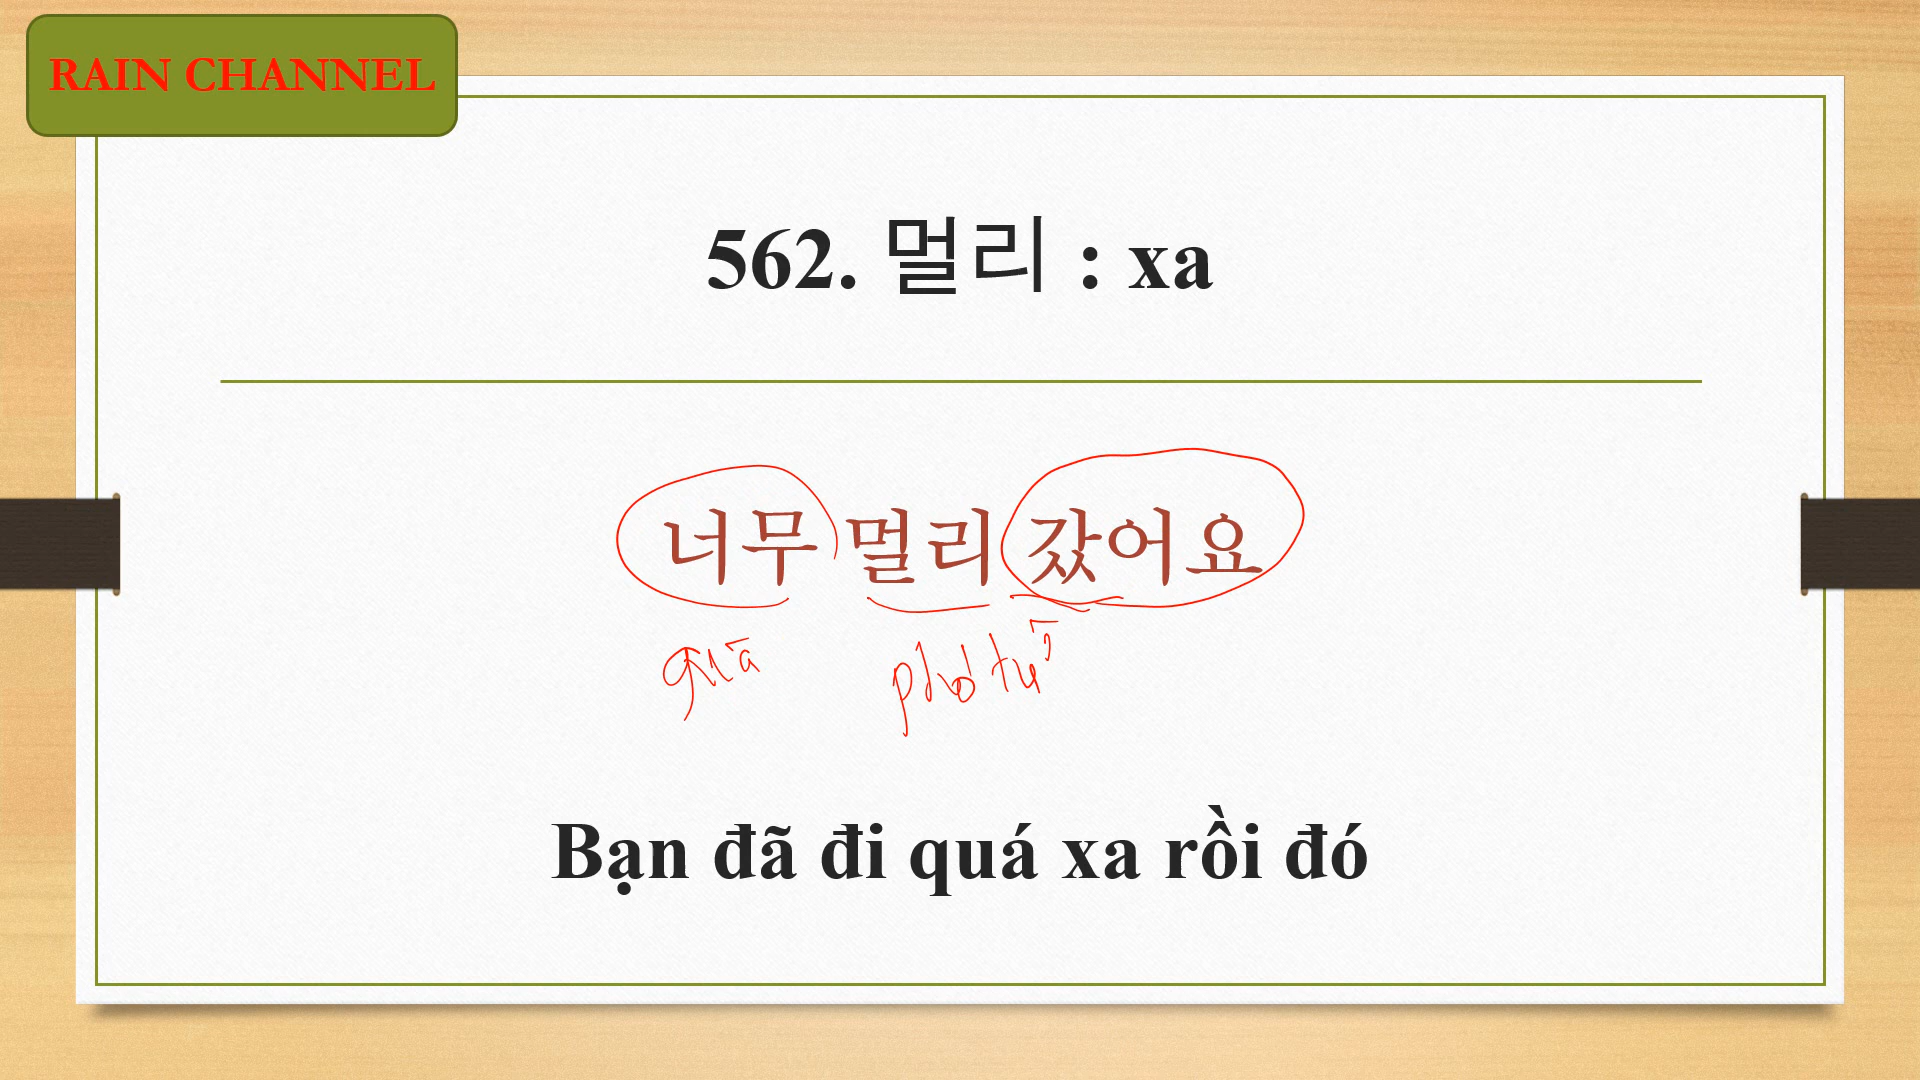 RAIN CHANNEL
562. 멀리 : xa
너무 멀리 갔어요
quá
phó từ
Bạn đã đi quá xa rồi đó